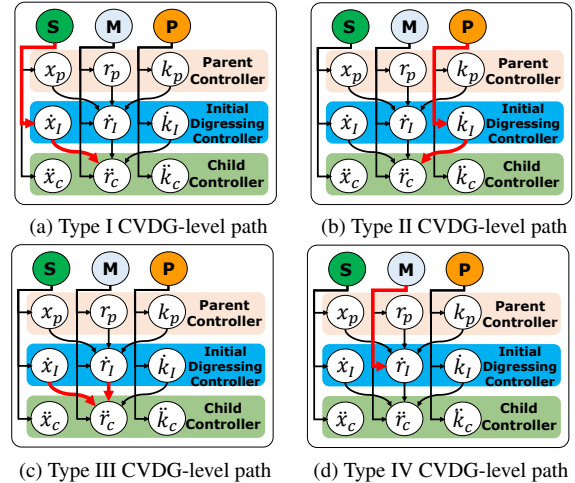 S M P
x_p r_p k_p Parent Controller
ẋ_I ṙ_I k̇_I Initial Digressing Controller
ẍ_c r̈_c k̈_c Child Controller
(a) Type I CVDG-level path
S M P
x_p r_p k_p Parent Controller
ẋ_I ṙ_I k̇_I Initial Digressing Controller
ẍ_c r̈_c k̈_c Child Controller
(b) Type II CVDG-level path
S M P
x_p r_p k_p Parent Controller
ẋ_I ṙ_I k̇_I Initial Digressing Controller
ẍ_c r̈_c k̈_c Child Controller
(c) Type III CVDG-level path
S M P
x_p r_p k_p Parent Controller
ẋ_I ṙ_I k̇_I Initial Digressing Controller
ẍ_c r̈_c k̈_c Child Controller
(d) Type IV CVDG-level path